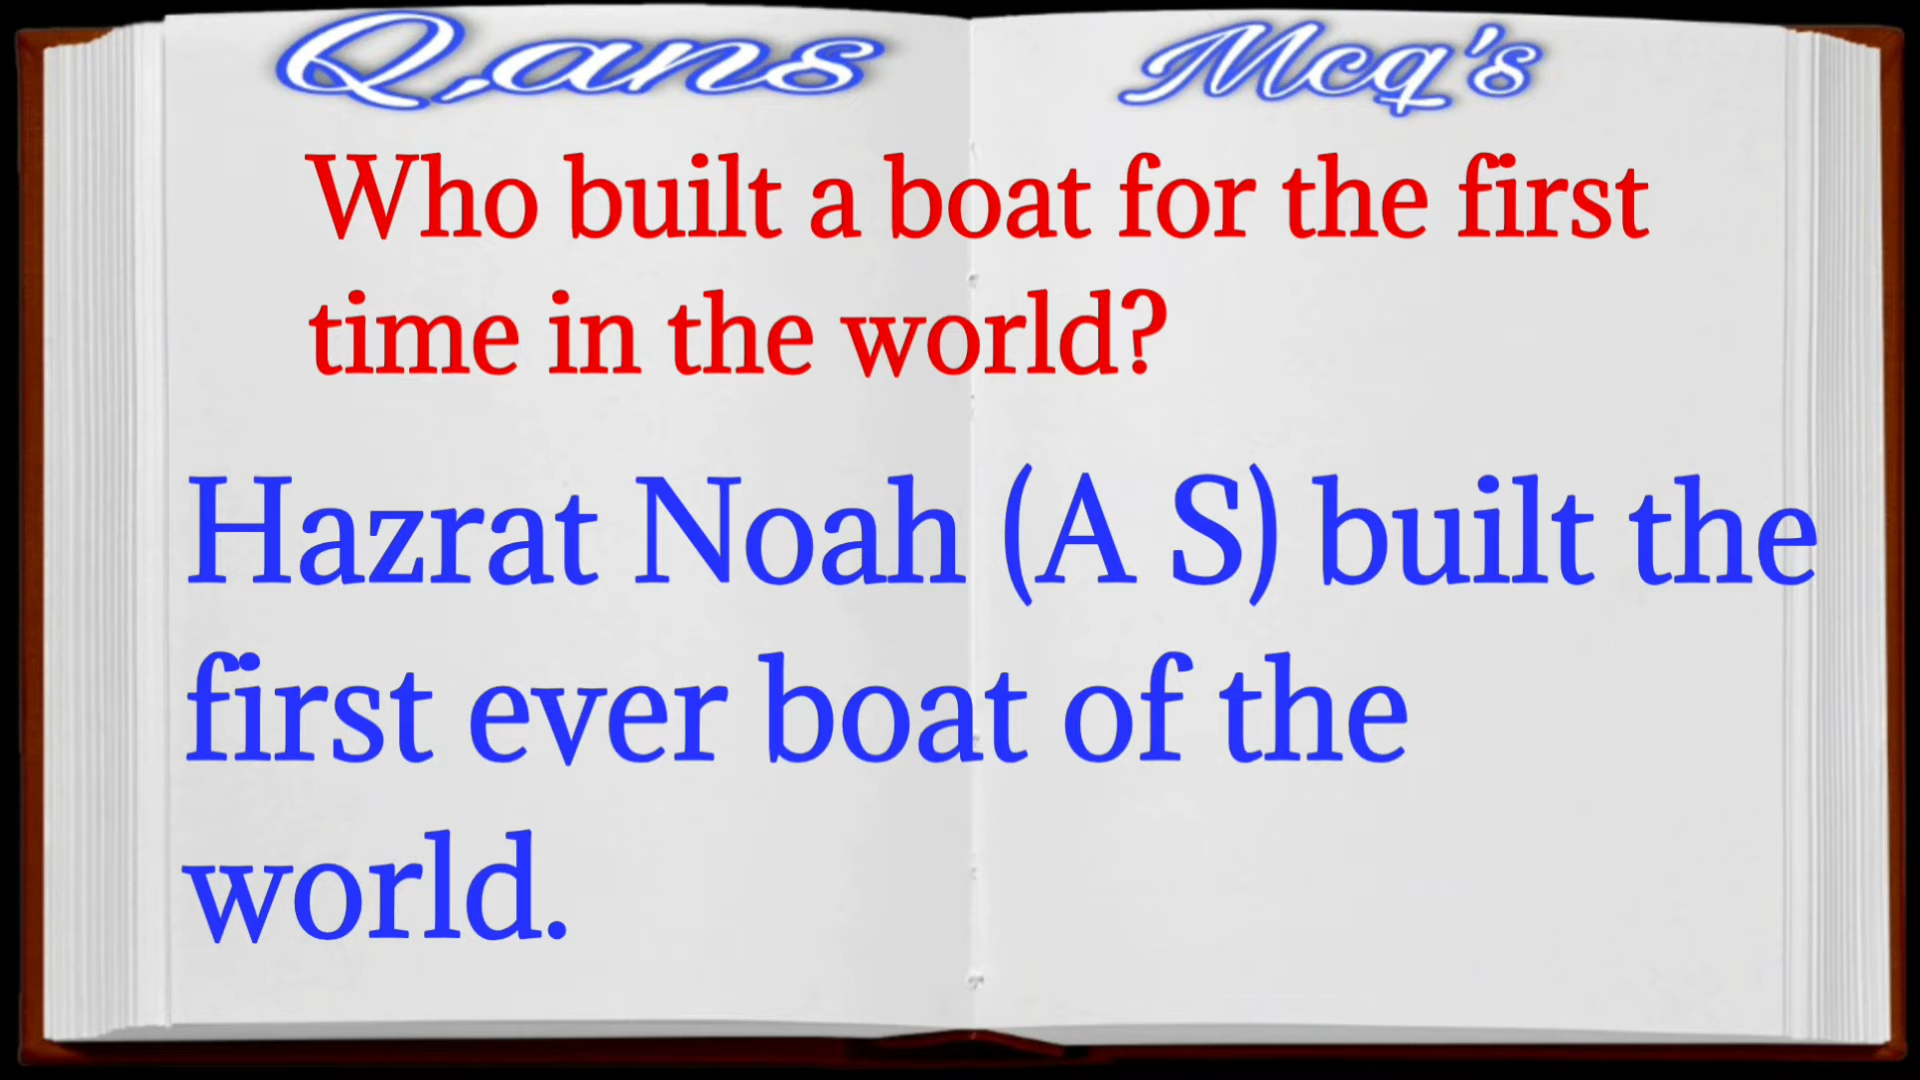 Q,ans Mcq's
Who built a boat for the first
time in the world?
Hazrat Noah (A S) built the
first ever boat of the
world.